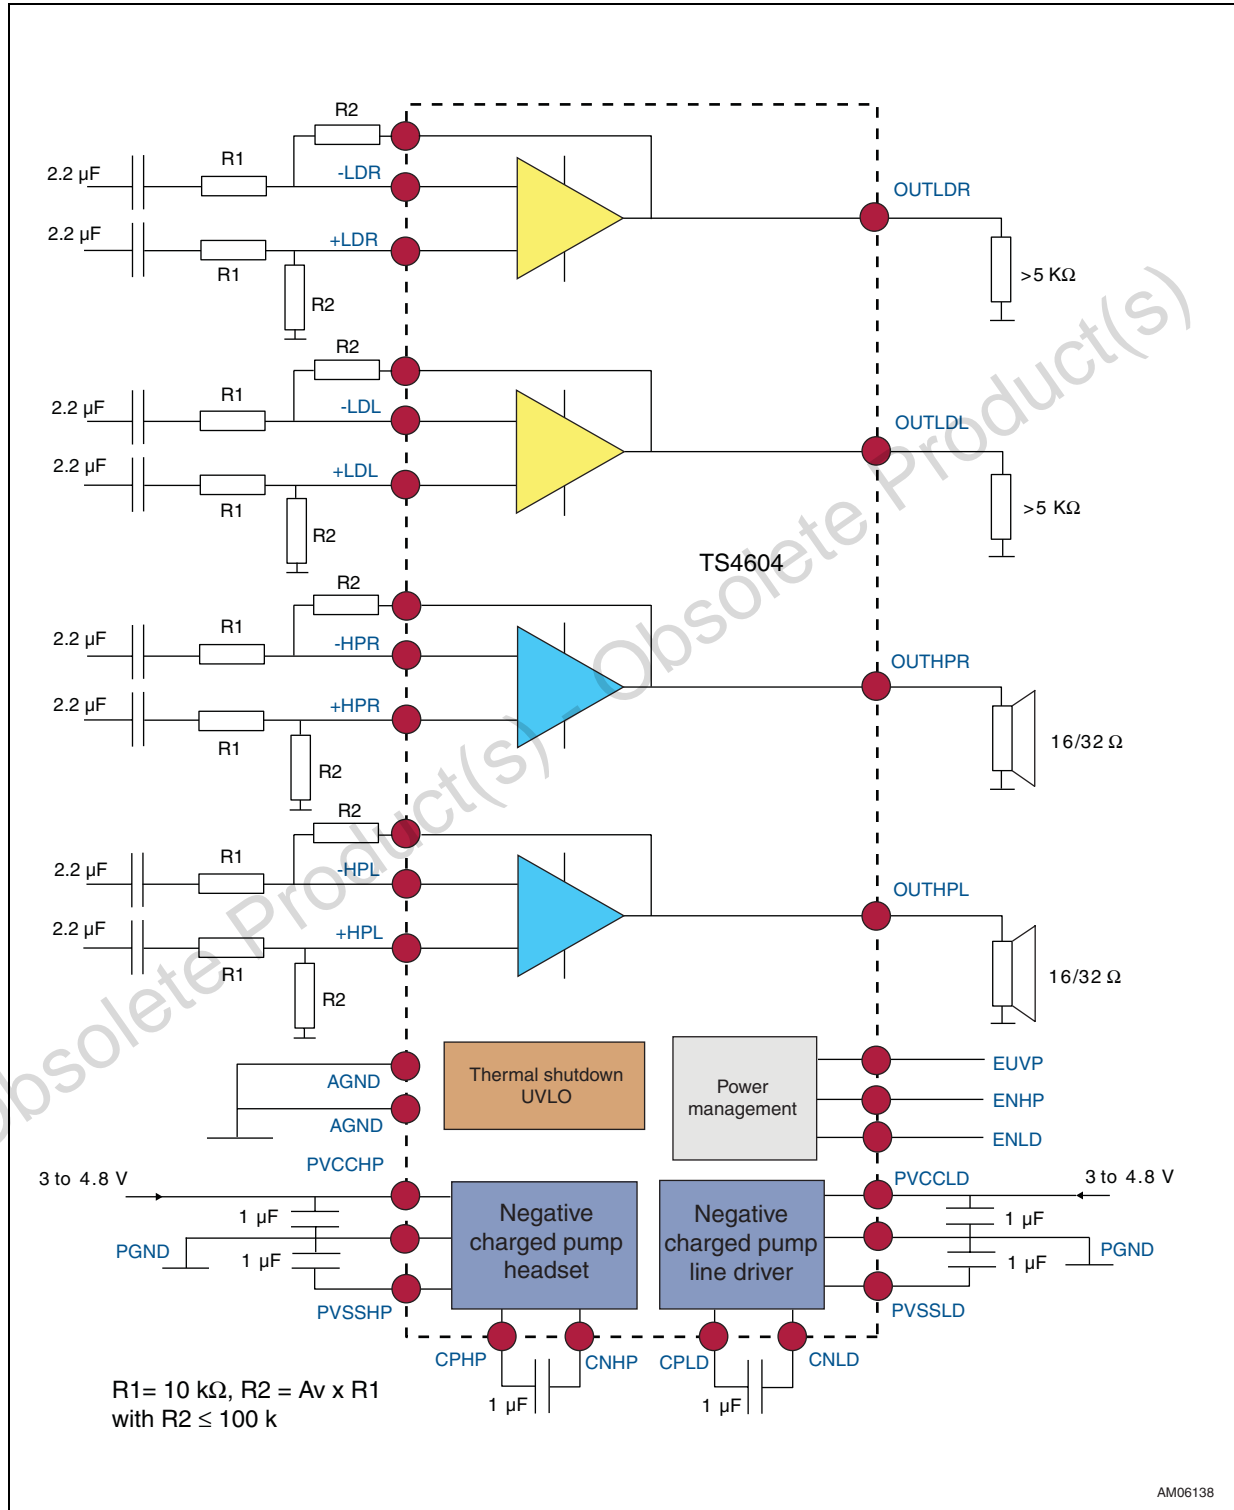 R2
R1
2.2 µF
-LDR
OUTLDR
2.2 µF
+LDR
R1
>5 KΩ
R2
R2
R1
2.2 µF
-LDL
OUTLDL
2.2 µF
+LDL
R1
>5 KΩ
R2
TS4604
R2
R1
2.2 µF
-HPR
OUTHPR
2.2 µF
+HPR
R1
16/32 Ω
R2
R2
R1
2.2 µF
-HPL
OUTHPL
2.2 µF
+HPL
R1
16/32 Ω
R2
AGND
Thermal shutdown
UVLO
Power
management
EUVP
ENHP
AGND
ENLD
PVCCHP
3 to 4.8 V
PVCCLD
3 to 4.8 V
1 µF
Negative
charged pump
headset
Negative
charged pump
line driver
1 µF
PGND
1 µF
PGND
1 µF
PVSSHP
PVSSLD
CPHP
CNHP
CPLD
CNLD
1 µF
1 µF
R1= 10 kΩ, R2 = Av x R1
with R2 ≤ 100 k
AM06138
Obsolete Product(s) - Obsolete Product(s)